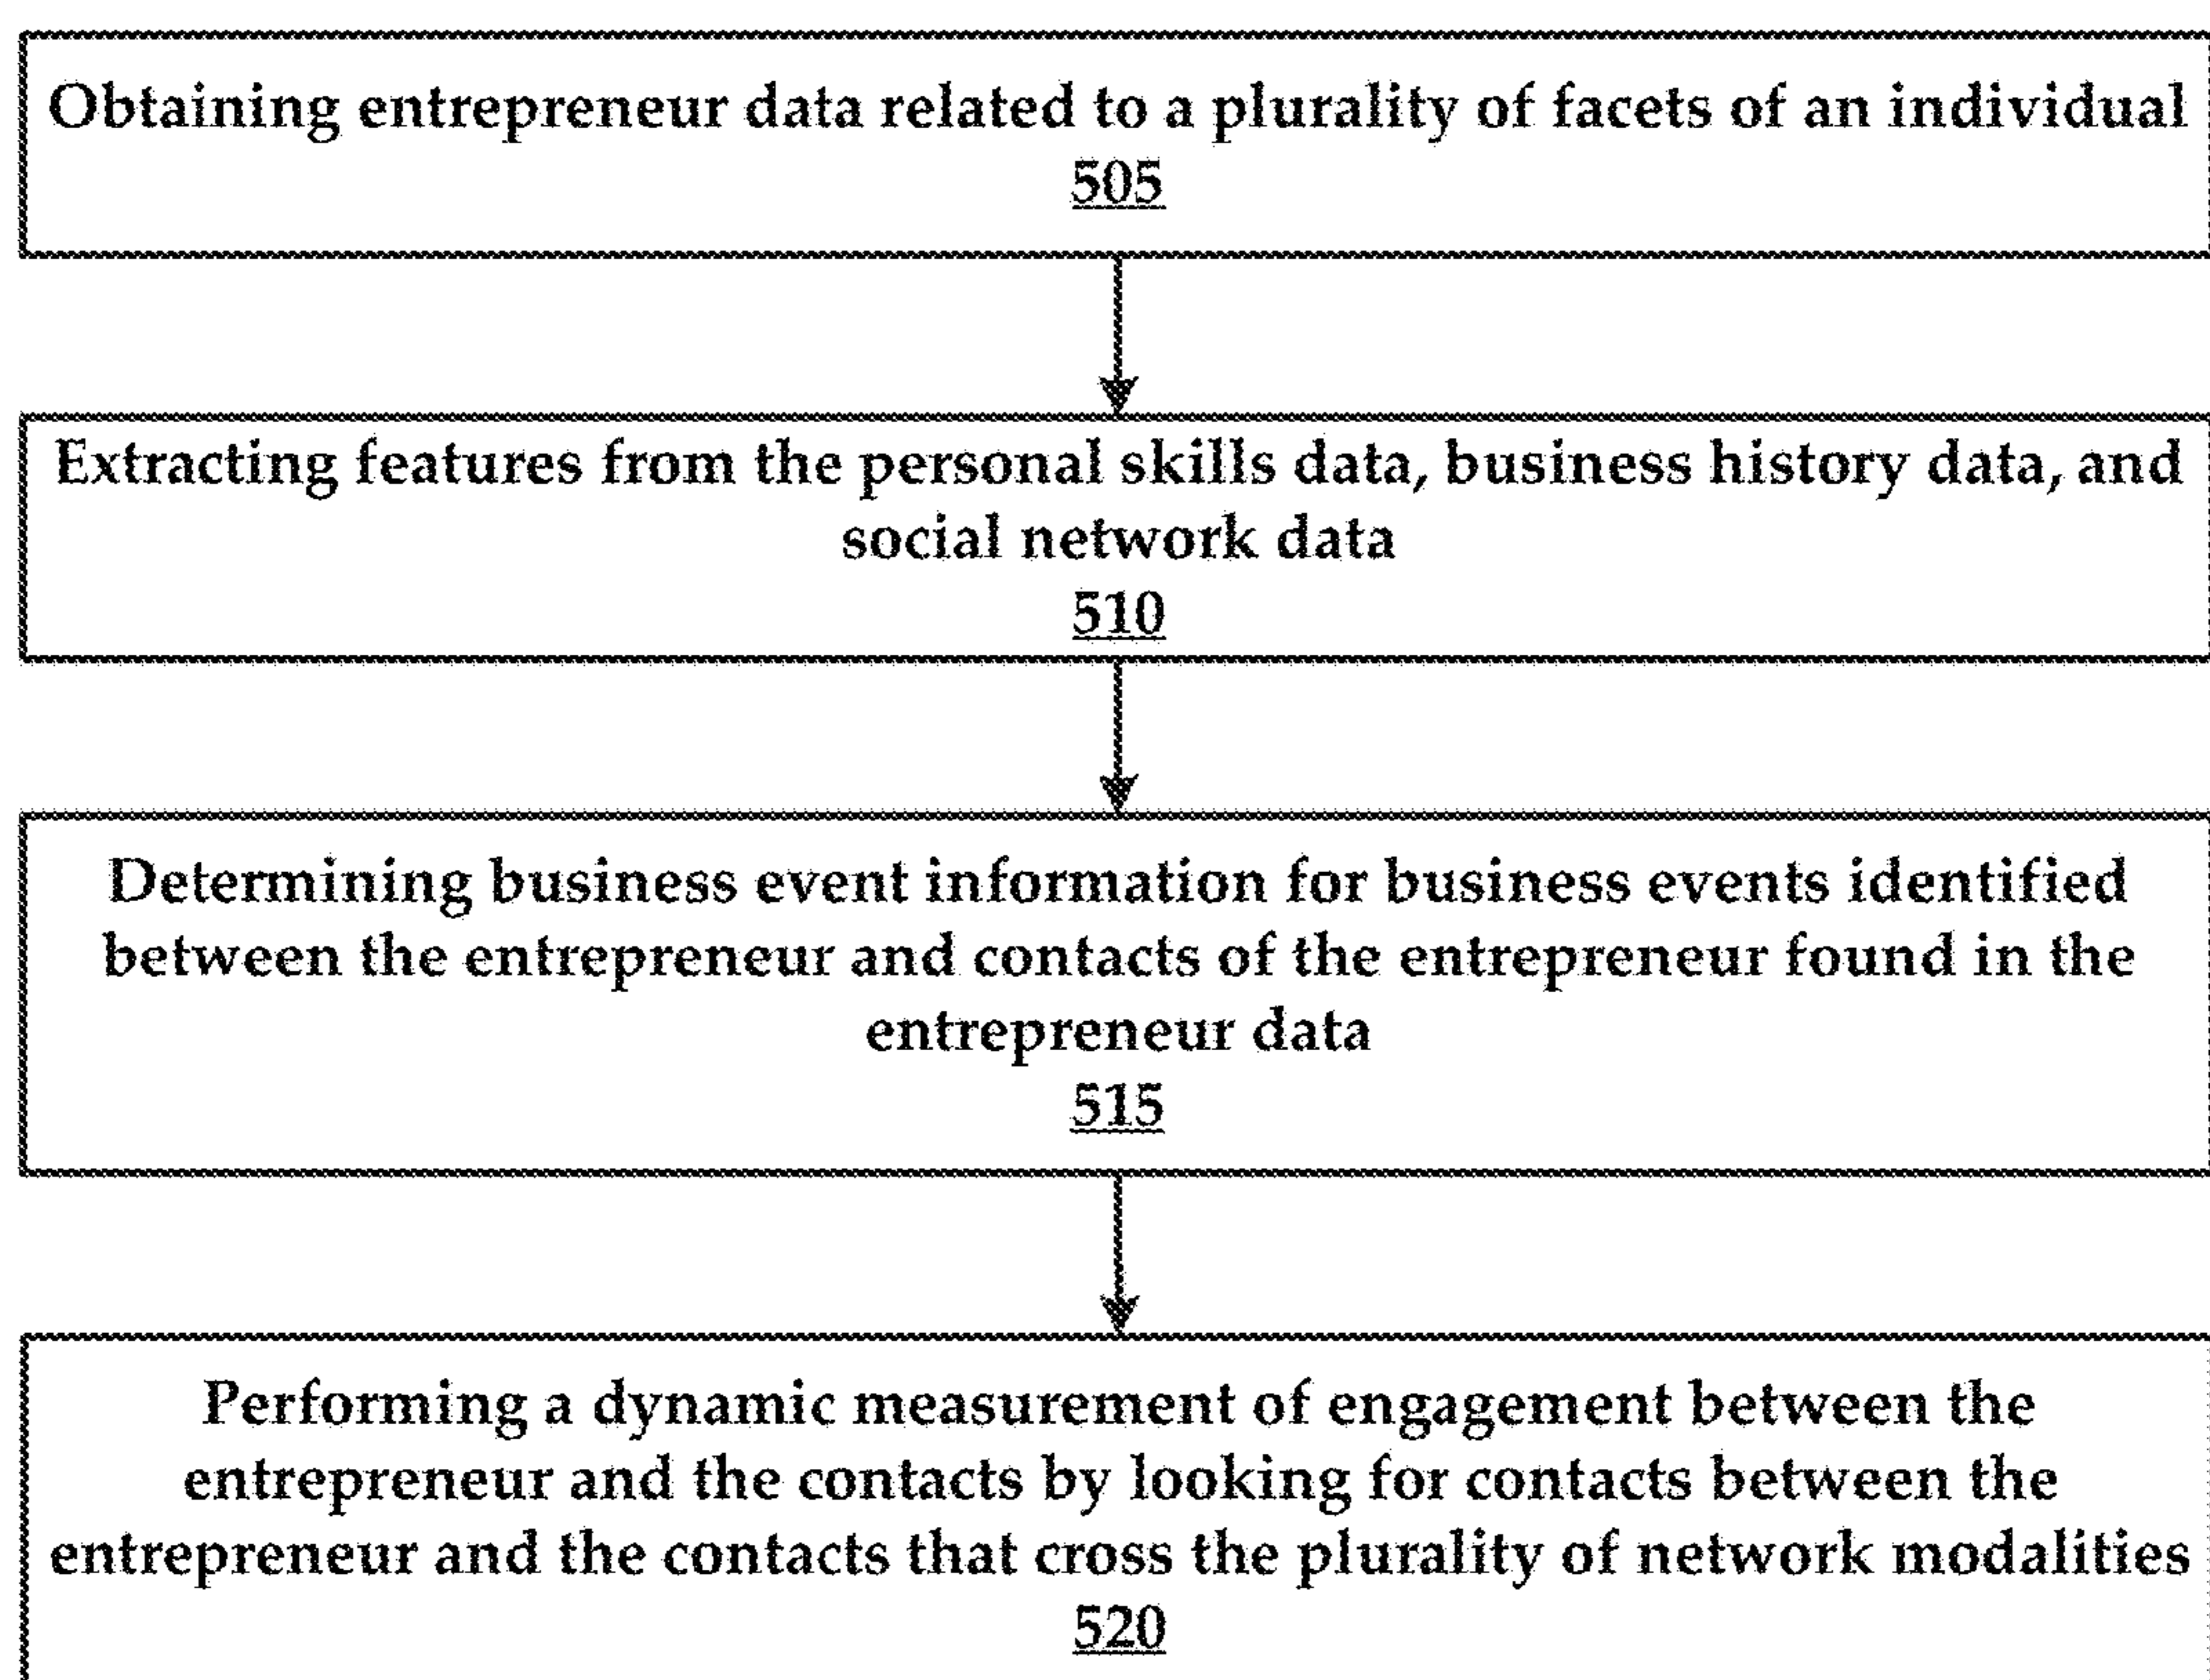 Obtaining entrepreneur data related to a plurality of facets of an individual
505
Extracting features from the personal skills data, business history data, and
social network data
510
Determining business event information for business events identified
between the entrepreneur and contacts of the entrepreneur found in the
entrepreneur data
515
Performing a dynamic measurement of engagement between the
entrepreneur and the contacts by looking for contacts between the
entrepreneur and the contacts that cross the plurality of network modalities
520